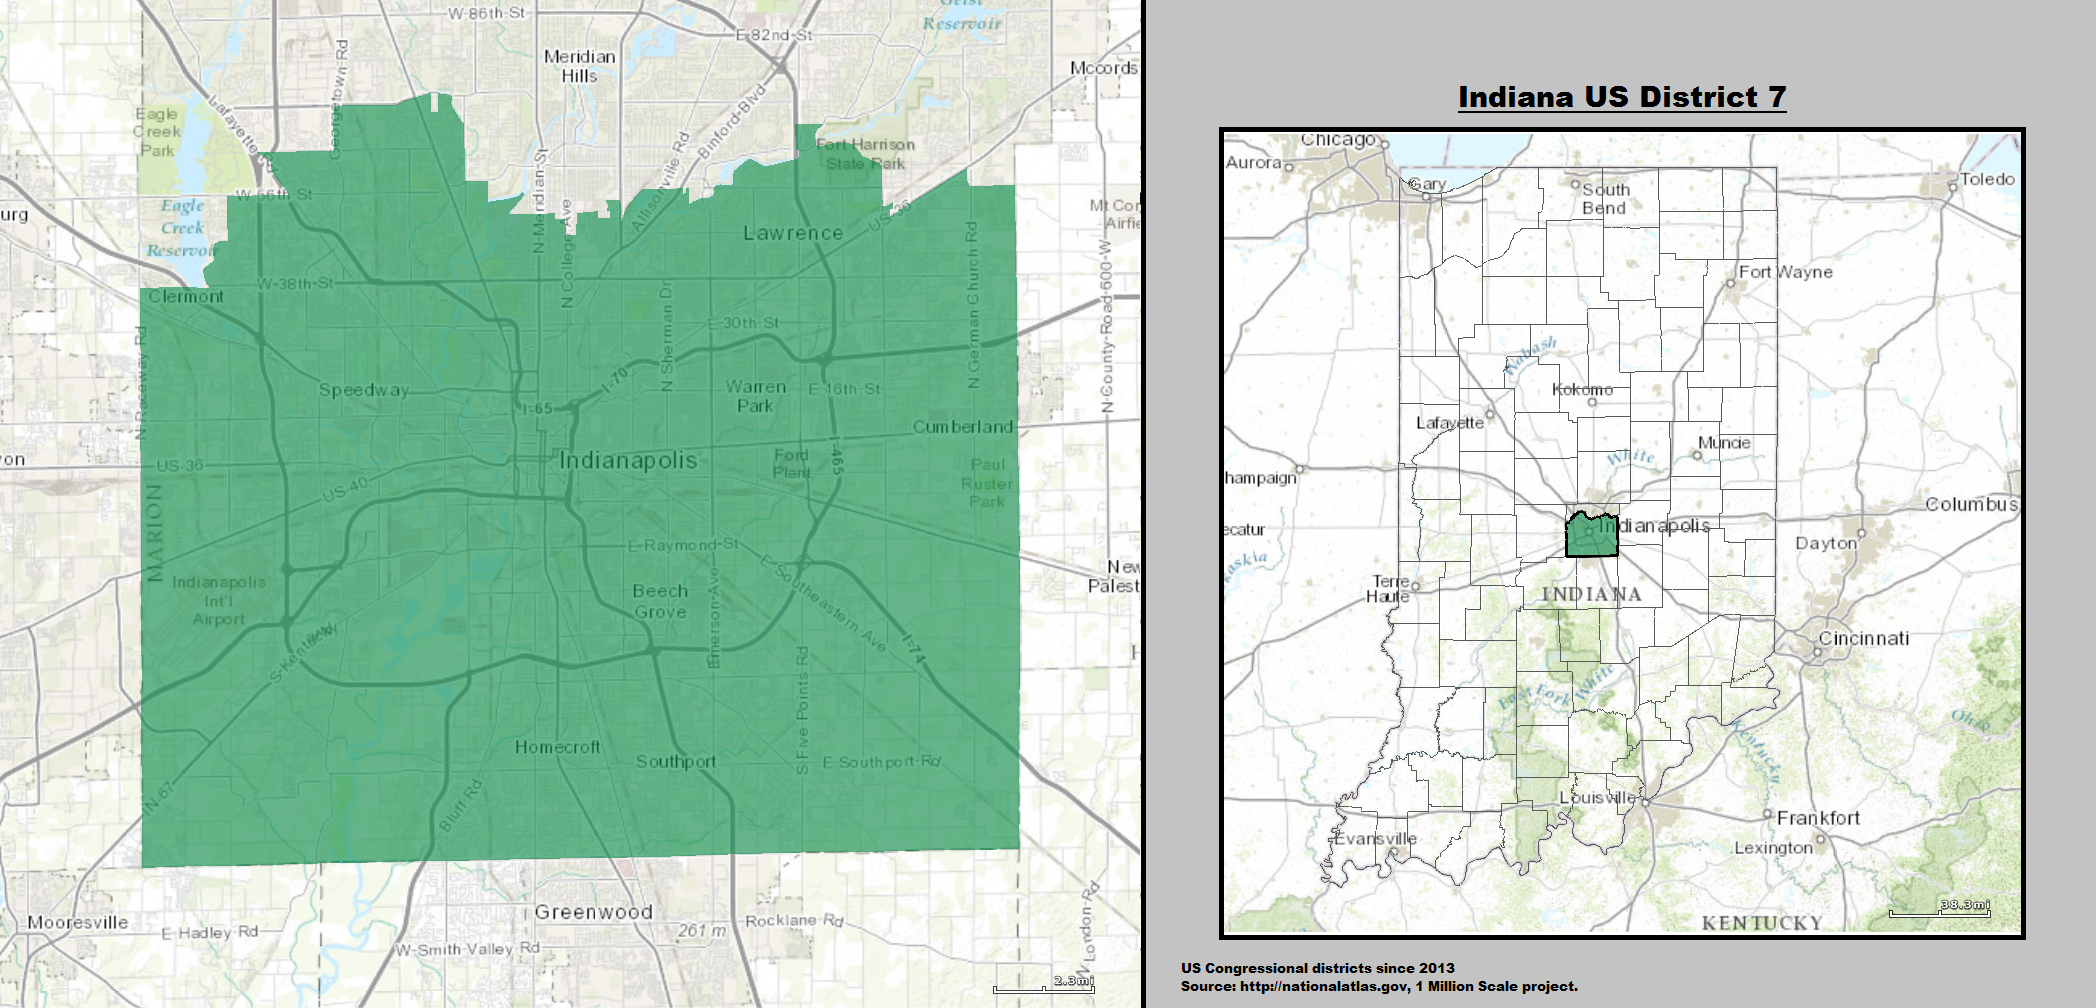 W-86th-St
Geist
Reservoir
E-82nd-St
Meridian
Hills
Mccords
Georgetown-Rd
Lafayette
Binford-Blvd
Eagle
Creek
Park
Fort Harrison
State Park
Allisonville-Rd
N-Meridian-St
W-56th-St
Eagle
Creek
Reservoir
urg
Mt Con
Airfie
N College Ave
US-36
Lawrence
N German Church Rd
N-County-Road-600-W
Clermont
W-38th-St
N Sherman Dr
E-30th-St
N-Raceway Rd
Speedway
I-70
Warren
Park
E 16th-St
I-65
Cumberland
on
US-36
Indianapolis
Ford
Plant
I-465
Paul
Ruster
Park
US-40
MARION
E-Raymond-St
E-Southeastern Ave
Indianapolis
Int'l
Airport
Beech
Grove
Emerson-Ave
New
Palest
S-Kentucky
I-74
S-Five Points-Rd
Homecroft
Southport
E Southport-Rd
IN-67
Bluff-Rd
Mooresville
E-Hadley-Rd
Greenwood
Rocklane-Rd
261 m
W-Smith-Valley-Rd
W-London-Rd
2.3mi
Indiana US District 7
Chicago
Aurora
Gary
South
Bend
Toledo
Fort Wayne
Wabash
Kokomo
Lafayette
Muncie
White
hampaign
Columbus
Indianapolis
ecatur
Dayton
kaskia
Terre
Haute
INDIANA
Cincinnati
East Fork White
Ohio
Kentucky
Louisville
Frankfort
Evansville
Lexington
38.3mi
KENTUCKY
US Congressional districts since 2013
Source: http://nationalatlas.gov, 1 Million Scale project.